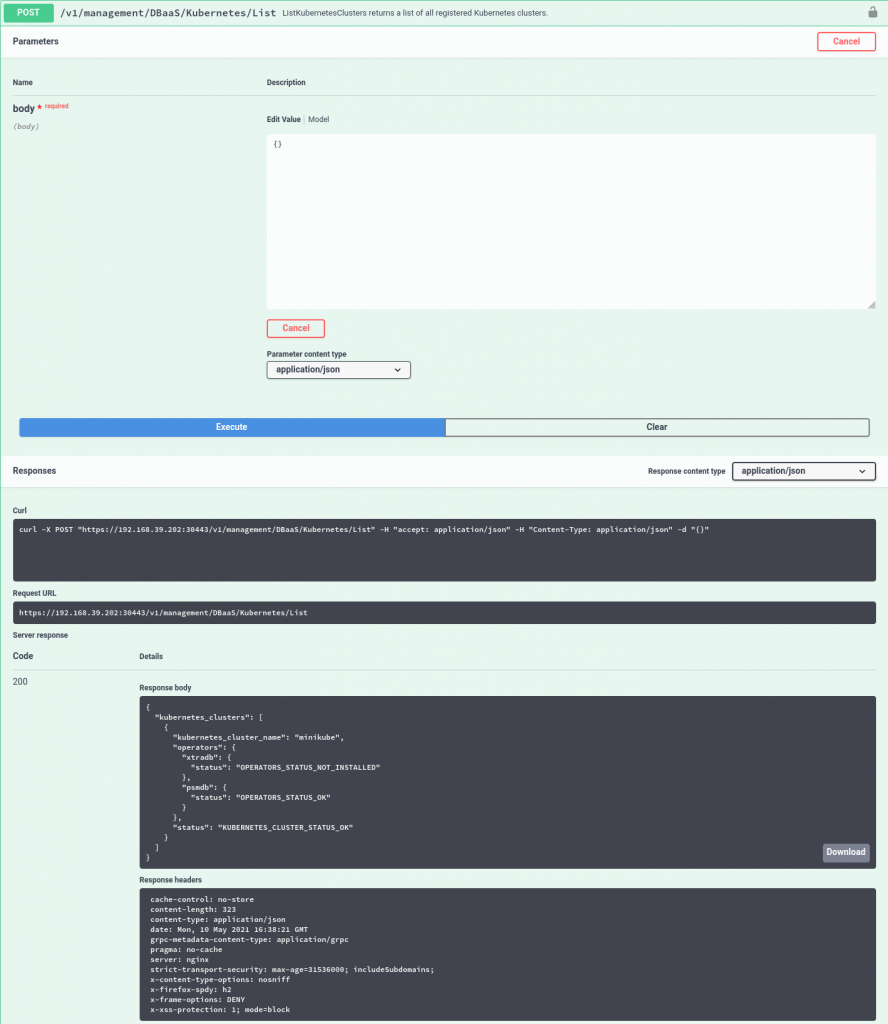 POST /v1/management/DBaaS/Kubernetes/List ListKubernetesClusters returns a list of all registered Kubernetes clusters.
Parameters
Cancel
Name Description
body * required
(body)
Edit Value Model
{}
Cancel
Parameter content type
application/json
Execute Clear
Responses Response content type application/json
Curl
curl -X POST "https://192.168.39.202:30443/v1/management/DBaaS/Kubernetes/List" -H "accept: application/json" -H "Content-Type: application/json" -d "{}"
Request URL
https://192.168.39.202:30443/v1/management/DBaaS/Kubernetes/List
Server response
Code Details
200
Response body
{
  "kubernetes_clusters": [
    {
      "kubernetes_cluster_name": "minikube",
      "operators": {
        "xtradb": {
          "status": "OPERATORS_STATUS_NOT_INSTALLED"
        },
        "psmdb": {
          "status": "OPERATORS_STATUS_OK"
        }
      },
      "status": "KUBERNETES_CLUSTER_STATUS_OK"
    }
  ]
}
Download
Response headers
cache-control: no-store
content-length: 323
content-type: application/json
date: Mon, 10 May 2021 16:38:21 GMT
grpc-metadata-content-type: application/grpc
pragma: no-cache
server: nginx
strict-transport-security: max-age=31536000; includeSubdomains;
x-content-type-options: nosniff
x-firefox-spdy: h2
x-frame-options: DENY
x-xss-protection: 1; mode=block